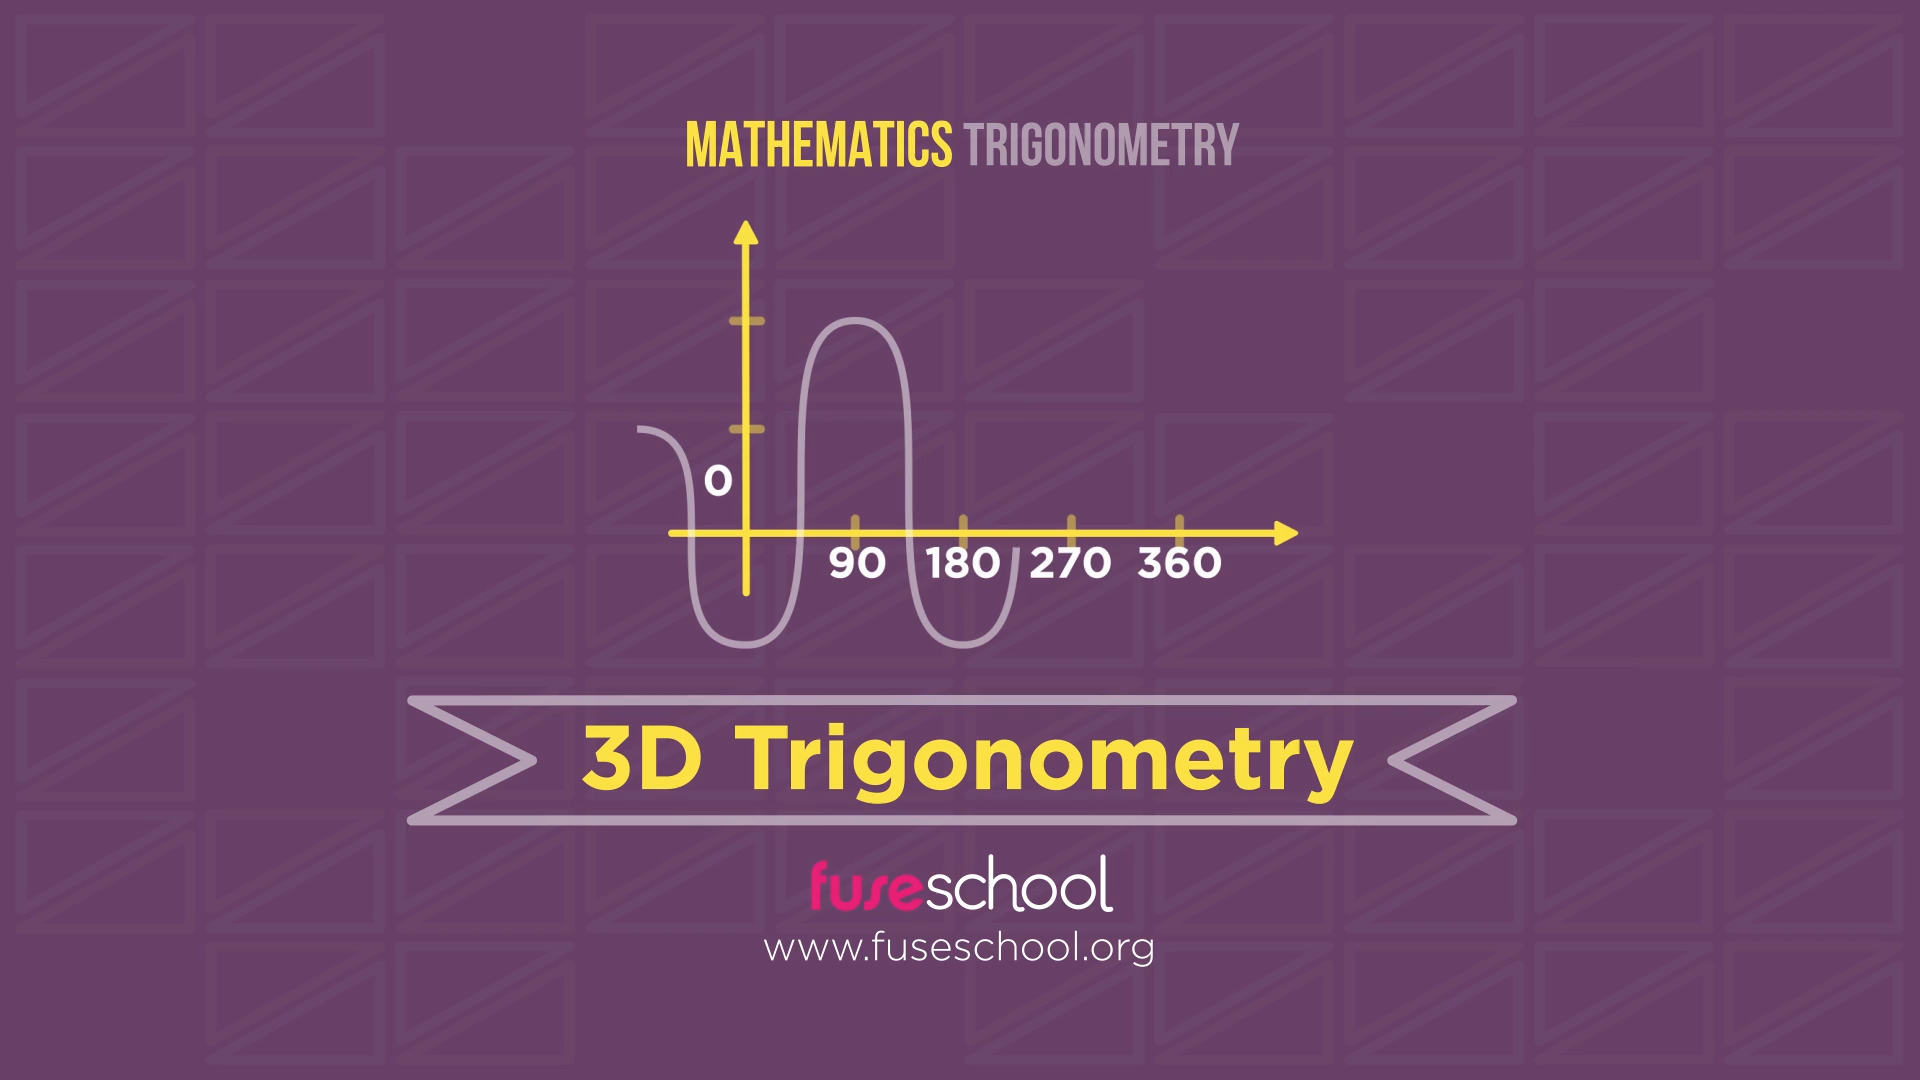 MATHEMATICS TRIGONOMETRY
0
90 180 270 360
3D Trigonometry
fuseschool
www.fuseschool.org